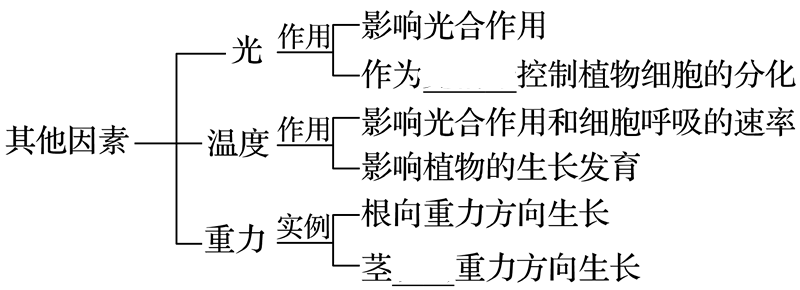 其他因素
光
作用
影响光合作用
作为______控制植物细胞的分化
温度
作用
影响光合作用和细胞呼吸的速率
影响植物的生长发育
重力
实例
根向重力方向生长
茎____重力方向生长